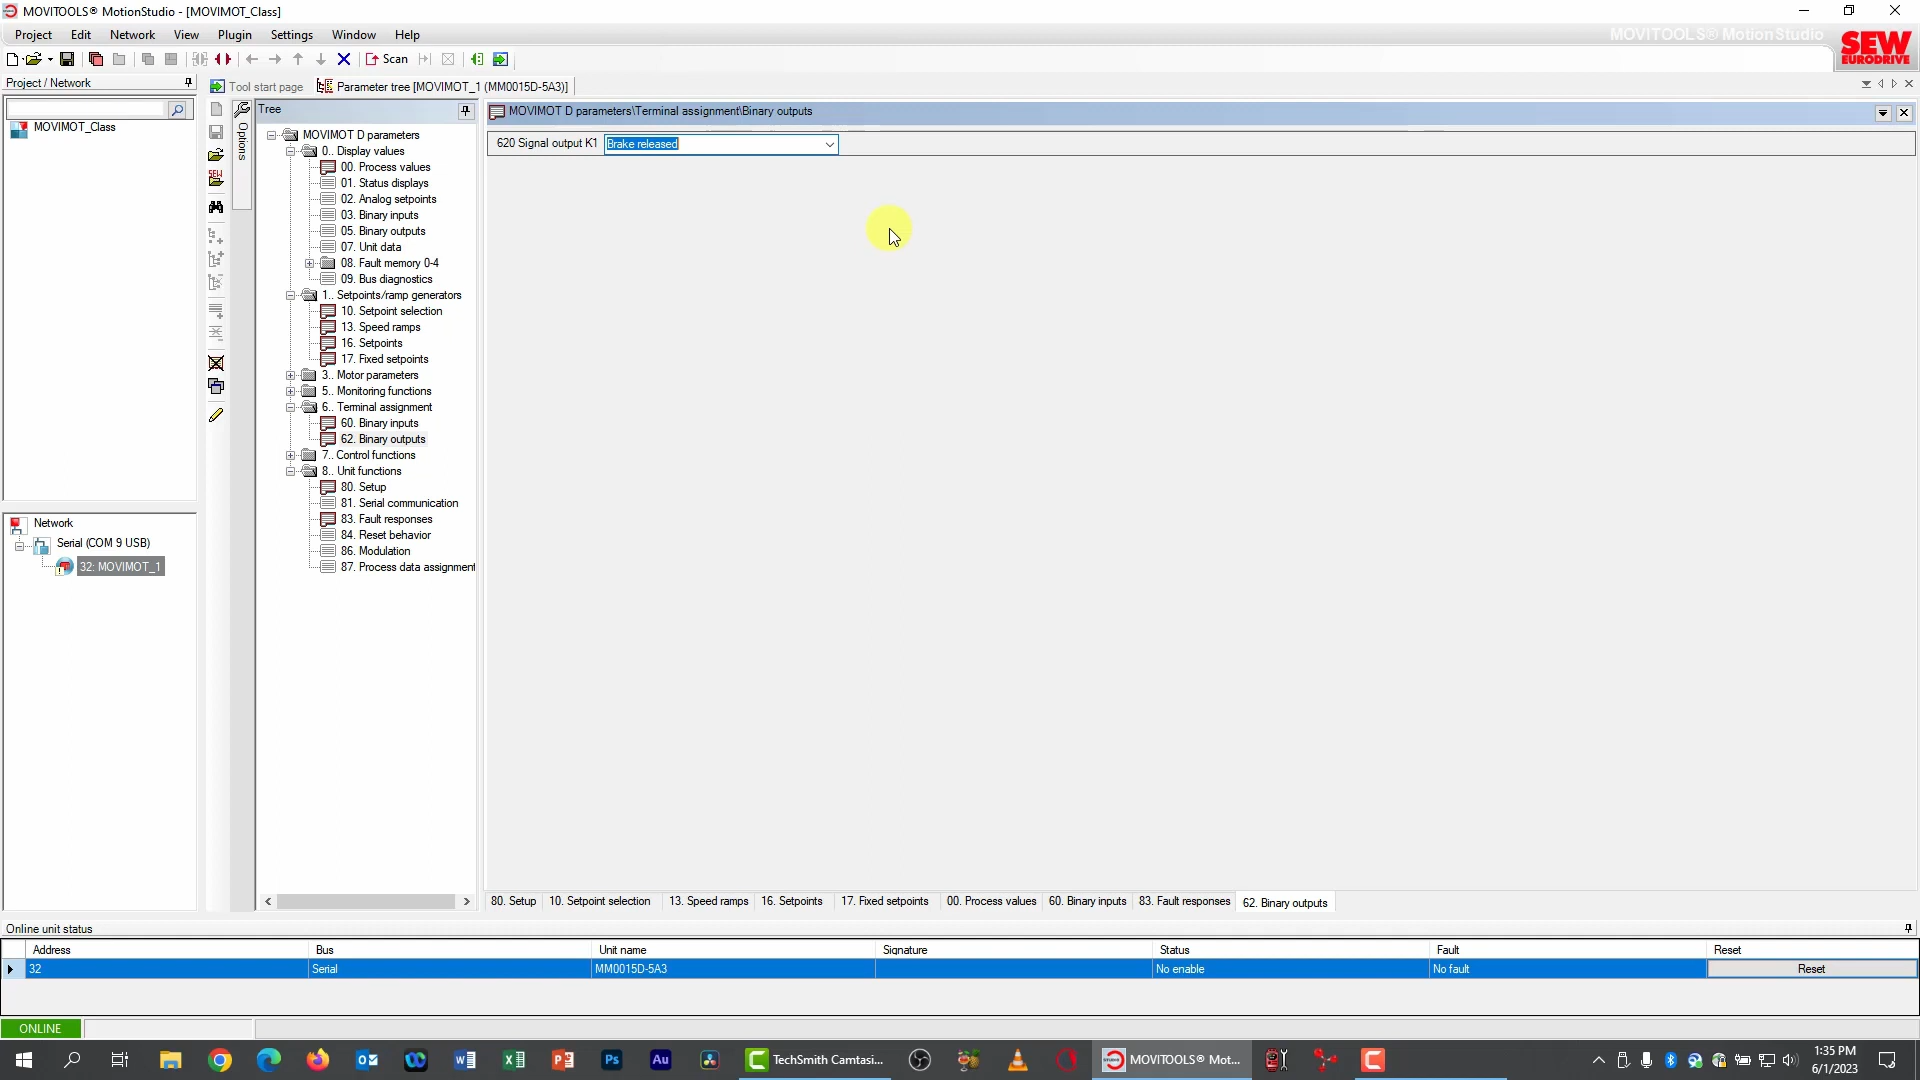 MOVITOOLS® MotionStudio - [MOVIMOT_Class]
Project Edit Network View Plugin Settings Window Help
MOVITOOLS® MotionStudio
SEW
EURODRIVE
Scan
Project / Network
Tool start page
Parameter tree [MOVIMOT_1 (MM0015D-5A3)]
MOVIMOT_Class
Options
SEW
Tree
MOVIMOT D parameters
0.. Display values
00. Process values
01. Status displays
02. Analog setpoints
03. Binary inputs
05. Binary outputs
07. Unit data
08. Fault memory 0-4
09. Bus diagnostics
1.. Setpoints/ramp generators
10. Setpoint selection
13. Speed ramps
16. Setpoints
17. Fixed setpoints
3.. Motor parameters
5.. Monitoring functions
6.. Terminal assignment
60. Binary inputs
62. Binary outputs
7.. Control functions
8.. Unit functions
80. Setup
81. Serial communication
83. Fault responses
84. Reset behavior
86. Modulation
87. Process data assignment
MOVIMOT D parameters\Terminal assignment\Binary outputs
620 Signal output K1 Brake released
Network
Serial (COM 9 USB)
32: MOVIMOT_1
80. Setup 10. Setpoint selection 13. Speed ramps 16. Setpoints 17. Fixed setpoints 00. Process values 60. Binary inputs 83. Fault responses 62. Binary outputs
Online unit status
Address Bus Unit name Signature Status Fault Reset
32 Serial MM0015D-5A3 No enable No fault Reset
ONLINE
TechSmith Camtasi...
MOVITOOLS® Mot...
1:35 PM
6/1/2023